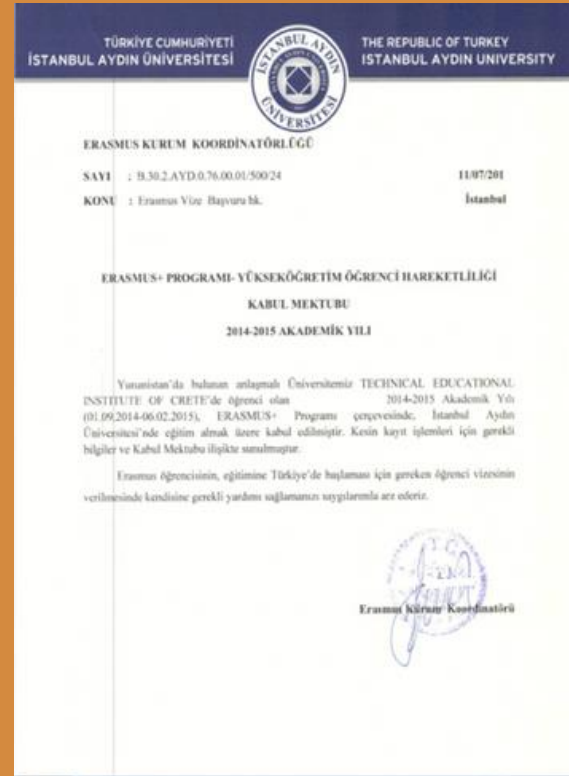 TÜRKİYE CUMHURİYETİ
İSTANBUL AYDIN ÜNİVERSİTESİ
İSTANBUL AYDIN
ÜNİVERSİTESİ
THE REPUBLIC OF TURKEY
ISTANBUL AYDIN UNIVERSITY
ERASMUS KURUM KOORDİNATÖRLÜĞÜ
SAYI : B.30.2.AYD.0.76.00.01/500/24 11/07/201
KONU : Erasmus Vize Başvuru hk. İstanbul
ERASMUS+ PROGRAMI- YÜKSEKÖĞRETİM ÖĞRENCİ HAREKETLİLİĞİ
KABUL MEKTUBU
2014-2015 AKADEMİK YILI
Yunanistan'da bulunan anlaşmalı Üniversitemiz TECHNICAL EDUCATIONAL
INSTITUTE OF CRETE'de öğrenci olan 2014-2015 Akademik Yılı
(01.09.2014-06.02.2015), ERASMUS+ Programı çerçevesinde, İstanbul Aydın
Üniversitesi'nde eğitim almak üzere kabul edilmiştir. Kesin kayıt işlemleri için gerekli
bilgiler ve Kabul Mektubu ilişikte sunulmuştur.
Erasmus öğrencisinin, eğitimine Türkiye'de başlaması için gereken öğrenci vizesinin
verilmesinde kendisine gerekli yardımı sağlamanızı saygılarımla arz ederiz.
T.C.
Erasmus Kurum Koordinatörü